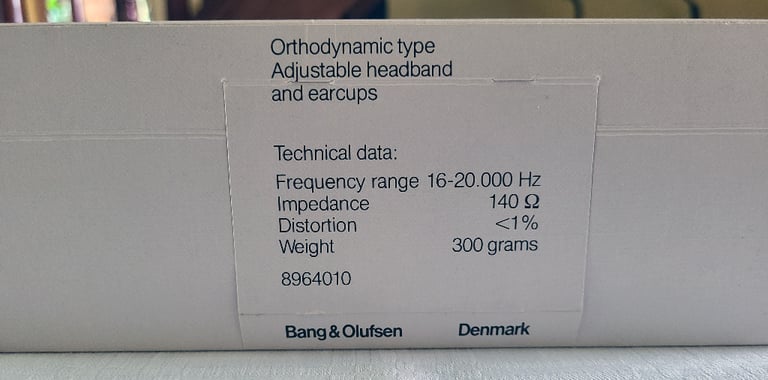 Orthodynamic type
Adjustable headband
and earcups
Technical data:
Frequency range 16-20.000 Hz
Impedance 140 Ω
Distortion <1%
Weight 300 grams
8964010
Bang & Olufsen Denmark